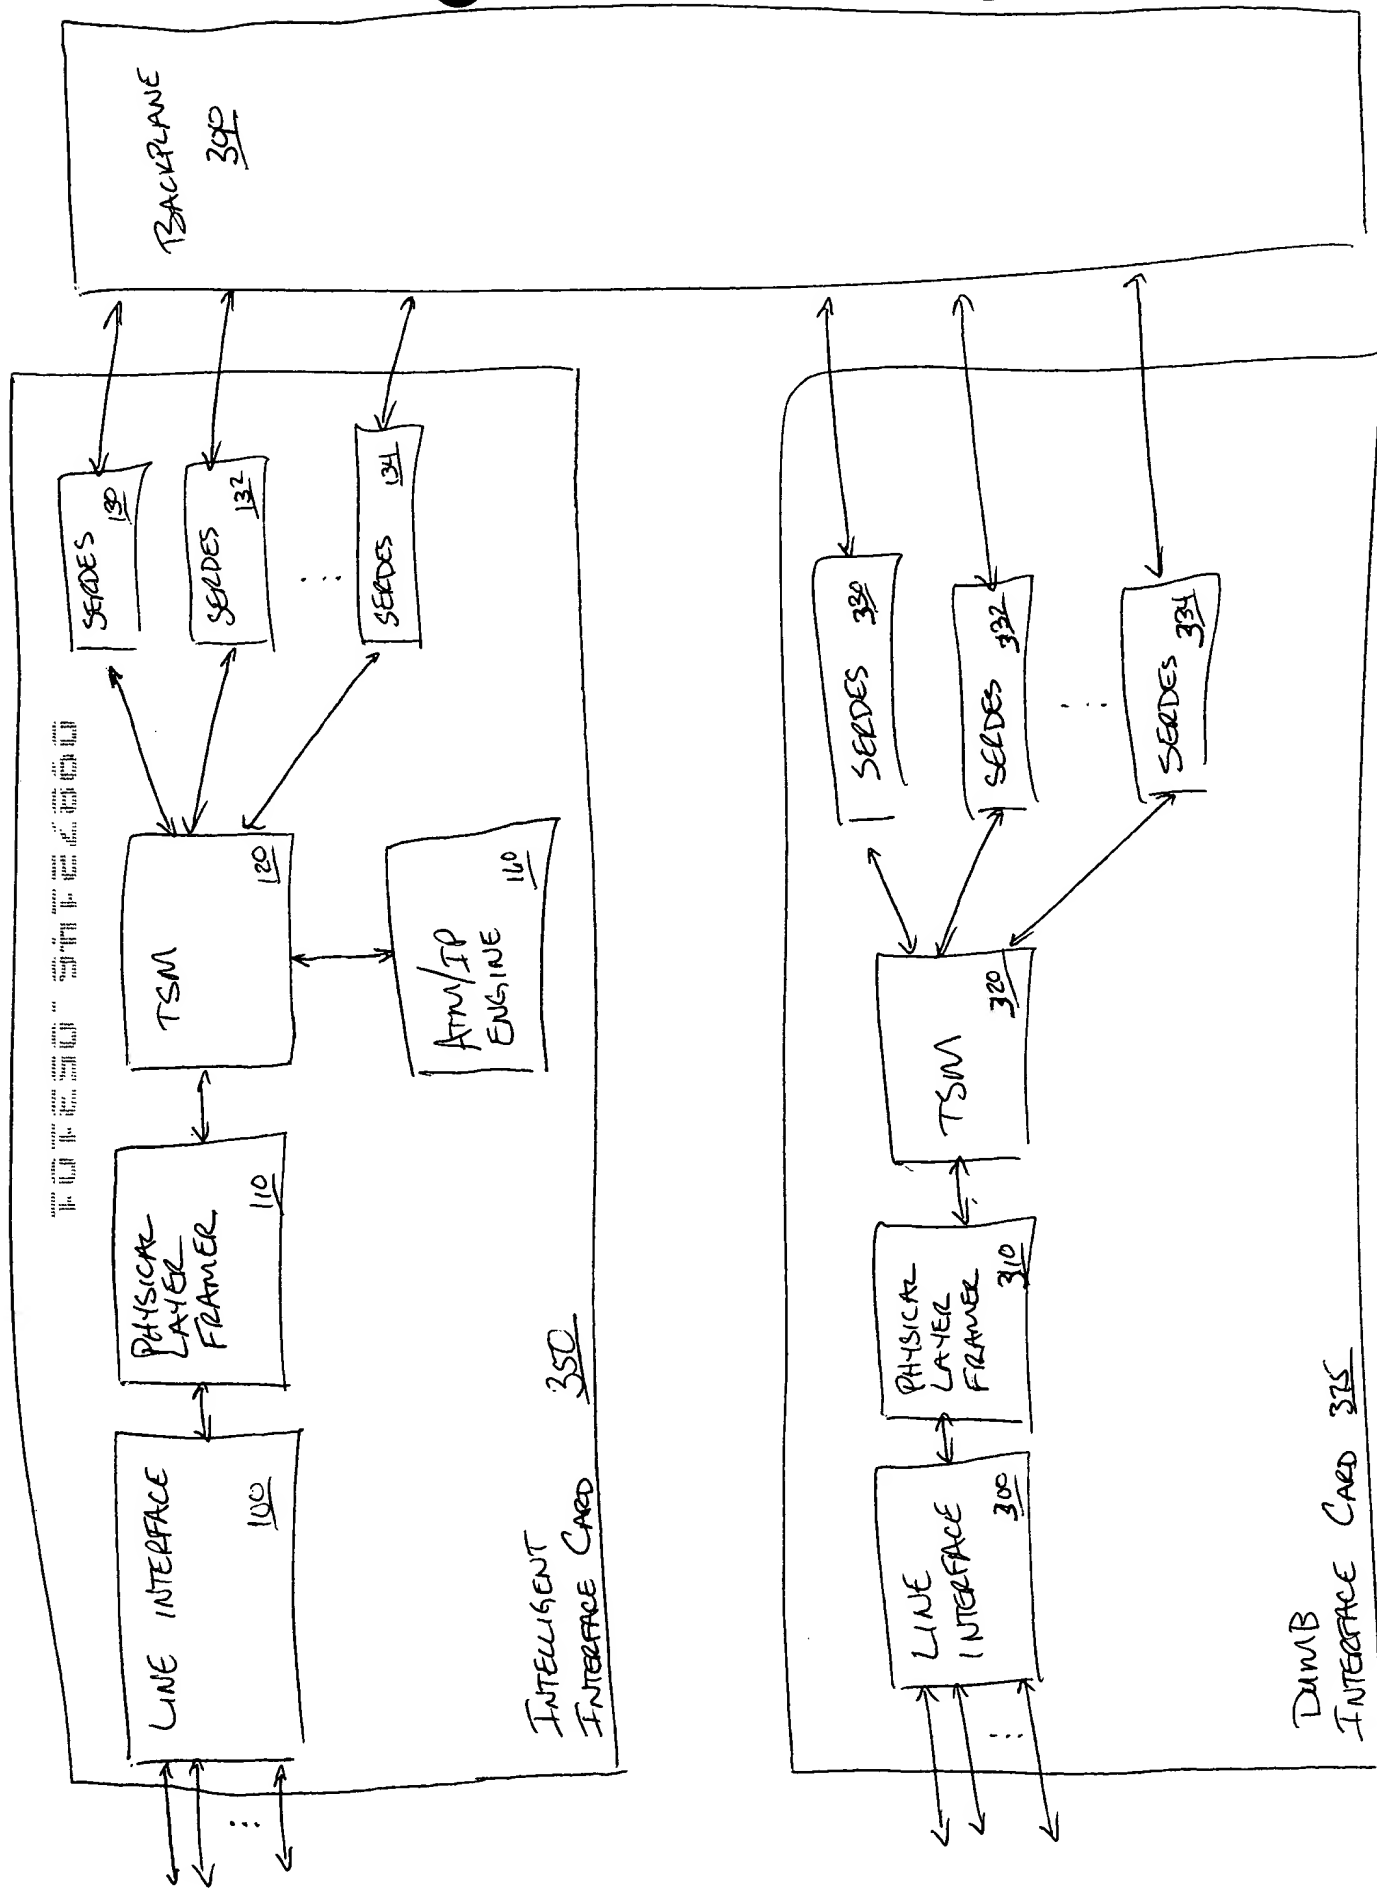 BACKPLANE
300
SERDES
130
SERDES
132
...
SERDES
134
TSM
120
ATM/IP
ENGINE
160
PHYSICAL
LAYER
FRAMER
110
LINE INTERFACE
100
...
INTELLIGENT
INTERFACE CARD 350
SERDES 330
SERDES 332
...
SERDES 334
TSM
320
PHYSICAL
LAYER
FRAMER
310
LINE
INTERFACE
300
...
DUMB
INTERFACE CARD 375